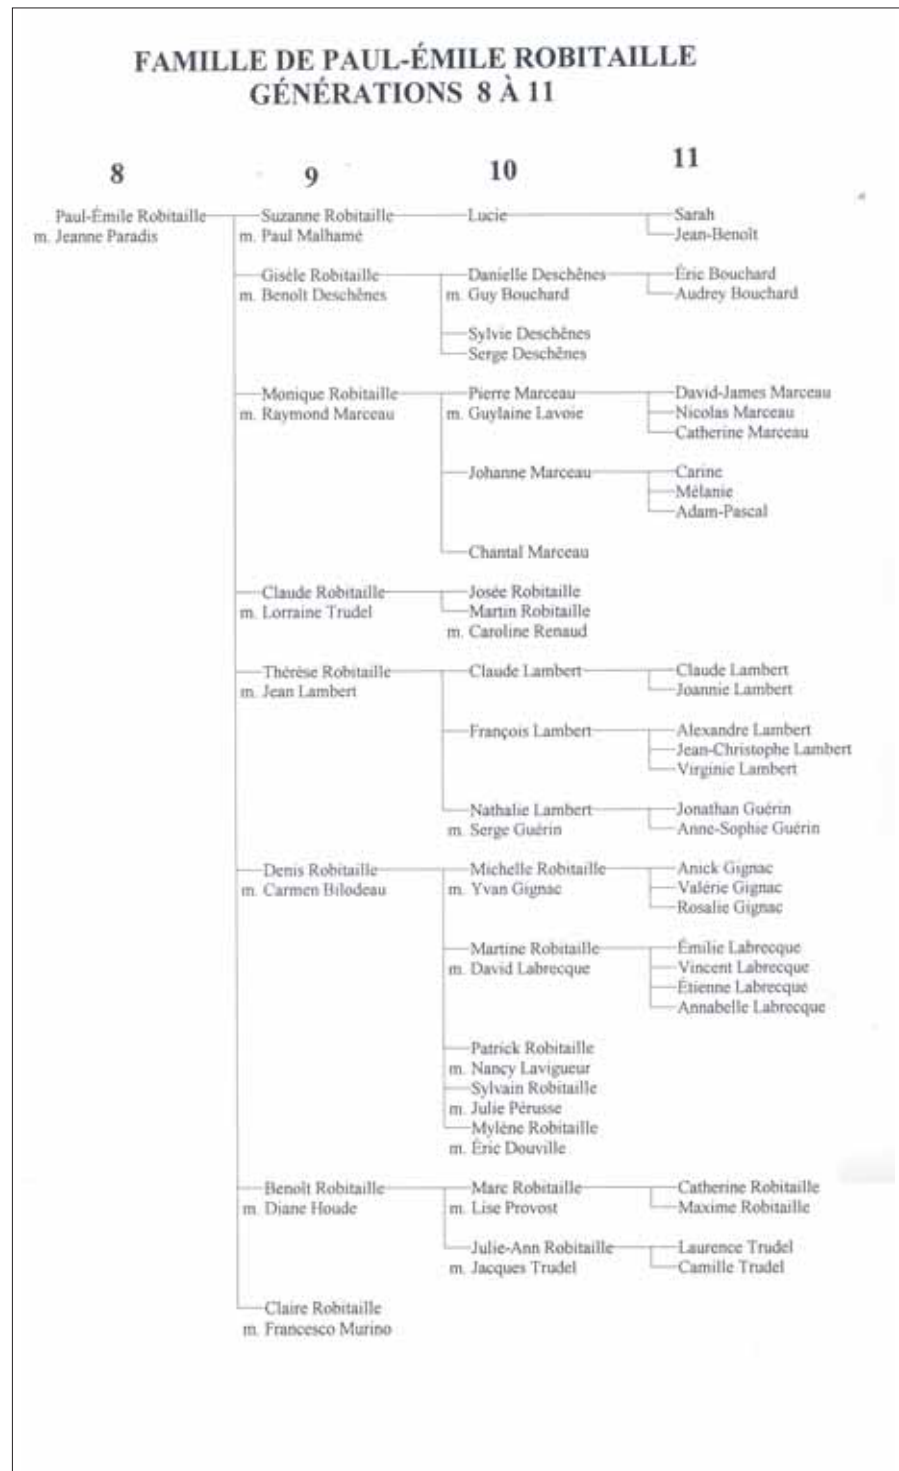 FAMILLE DE PAUL-ÉMILE ROBITAILLE
GÉNÉRATIONS 8 À 11
8 9 10 11
Paul-Émile Robitaille Suzanne Robitaille Lucie Sarah
m. Jeanne Paradis m. Paul Malhamé Jean-Benoît
Gisèle Robitaille Danielle Deschênes Éric Bouchard
m. Benoît Deschênes m. Guy Bouchard Audrey Bouchard
Sylvie Deschênes
Serge Deschênes
Monique Robitaille Pierre Marceau David-James Marceau
m. Raymond Marceau m. Guylaine Lavoie Nicolas Marceau
Catherine Marceau
Johanne Marceau Carine
Mélanie
Adam-Pascal
Chantal Marceau
Claude Robitaille Josée Robitaille
m. Lorraine Trudel Martin Robitaille
m. Caroline Renaud
Thérèse Robitaille Claude Lambert Claude Lambert
m. Jean Lambert Joannie Lambert
François Lambert Alexandre Lambert
Jean-Christophe Lambert
Virginie Lambert
Nathalie Lambert Jonathan Guérin
m. Serge Guérin Anne-Sophie Guérin
Denis Robitaille Michelle Robitaille Anick Gignac
m. Carmen Bilodeau m. Yvan Gignac Valérie Gignac
Rosalie Gignac
Martine Robitaille Émilie Labrecque
m. David Labrecque Vincent Labrecque
Étienne Labrecque
Annabelle Labrecque
Patrick Robitaille
m. Nancy Lavigueur
Sylvain Robitaille
m. Julie Pérusse
Mylène Robitaille
m. Éric Douville
Benoît Robitaille Marc Robitaille Catherine Robitaille
m. Diane Houde m. Lise Provost Maxime Robitaille
Julie-Ann Robitaille Laurence Trudel
m. Jacques Trudel Camille Trudel
Claire Robitaille
m. Francesco Murino